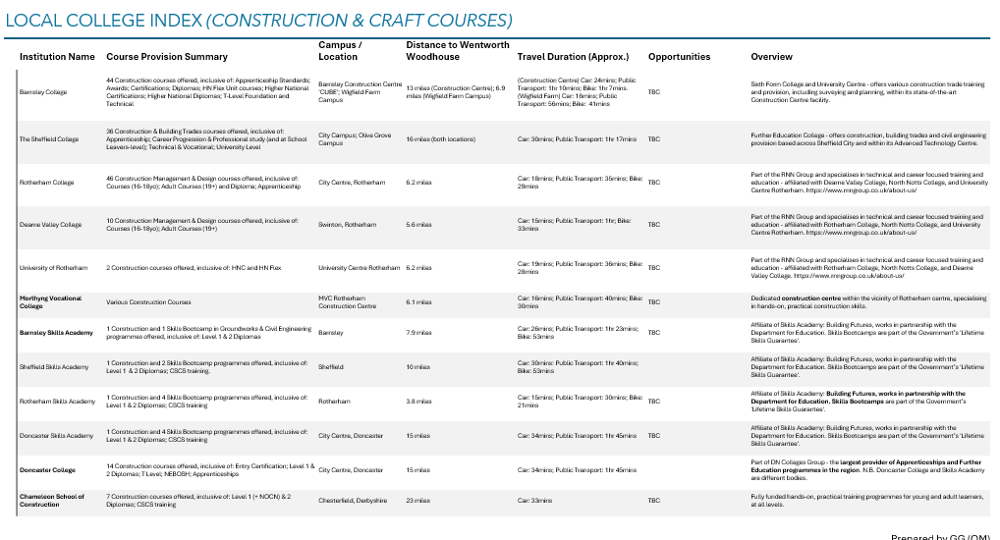 LOCAL COLLEGE INDEX (CONSTRUCTION & CRAFT COURSES)
Institution Name Course Provision Summary Campus / Location Distance to Wentworth Woodhouse Travel Duration (Approx.) Opportunities Overview
Barnsley College
44 Construction courses offered, inclusive of: Apprenticeship Standards;
Awards; Certifications; Diplomas; HN Flex Unit courses; Higher National
Certifications; Higher National Diplomas; T-Level Foundation and
Technical
Barnsley Construction Centre
'CUBE'; Wigfield Farm
Campus
13 miles (Construction Centre); 6.9
miles (Wigfield Farm Campus)
(Construction Centre) Car: 24mins; Public
Transport: 1hr 10mins; Bike: 1hr 7mins.
(Wigfield Farm) Car: 18mins; Public
Transport: 56mins; Bike: 41mins
TBC
Sixth Form College and University Centre - offers various construction trade training
and provision, including surveying and planning, within its state-of-the-art
Construction Centre facility.
The Sheffield College
36 Construction & Building Trades courses offered, inclusive of:
Apprenticeship; Career Progression & Professional study (and at School
Leavers-level); Technical & Vocational; University Level
City Campus; Olive Grove
Campus
16 miles (both locations)
Car: 30mins; Public Transport: 1hr 17mins
TBC
Further Education College - offers construction, building trades and civil engineering
provision based across Sheffield City and within its Advanced Technology Centre.
Rotherham College
46 Construction Management & Design courses offered, inclusive of:
Courses (16-18yo); Adult Courses (19+) and Diploma; Apprenticeship
City Centre, Rotherham
6.2 miles
Car: 18mins; Public Transport: 35mins; Bike:
29mins
TBC
Part of the RNN Group and specialises in technical and career focused training and
education - affiliated with Dearne Valley College, North Notts College, and University
Centre Rotherham. https://www.rnngroup.co.uk/about-us/
Dearne Valley College
10 Construction Management & Design courses offered, inclusive of:
Courses (16-18yo); Adult Courses (19+)
Swinton, Rotherham
5.6 miles
Car: 15mins; Public Transport: 1hr; Bike:
33mins
TBC
Part of the RNN Group and specialises in technical and career focused training and
education - affiliated with Rotherham College, North Notts College, and University
Centre Rotherham. https://www.rnngroup.co.uk/about-us/
University of Rotherham
2 Construction courses offered, inclusive of: HNC and HN Flex
University Centre Rotherham
6.2 miles
Car: 19mins; Public Transport: 36mins; Bike:
28mins
TBC
Part of the RNN Group and specialises in technical and career focused training and
education - affiliated with Rotherham College, North Notts College, and Dearne
Valley College. https://www.rnngroup.co.uk/about-us/
Morthyng Vocational
College
Various Construction Courses
MVC Rotherham
Construction Centre
6.1 miles
Car: 16mins; Public Transport: 40mins; Bike:
30mins
TBC
Dedicated construction centre within the vicinity of Rotherham centre, specialising
in hands-on, practical construction skills.
Barnsley Skills Academy
1 Construction and 1 Skills Bootcamp in Groundworks & Civil Engineering
programmes offered, inclusive of: Level 1 & 2 Diplomas
Barnsley
7.9 miles
Car: 26mins; Public Transport: 1hr 23mins;
Bike: 53mins
TBC
Affiliate of Skills Academy: Building Futures, works in partnership with the
Department for Education. Skills Bootcamps are part of the Government's 'Lifetime
Skills Guarantee'.
Sheffield Skills Academy
1 Construction and 2 Skills Bootcamp programmes offered, inclusive of:
Level 1 & 2 Diplomas; CSCS training.
Sheffield
10 miles
Car: 30mins; Public Transport: 1hr 40mins;
Bike: 53mins
Affiliate of Skills Academy: Building Futures, works in partnership with the
Department for Education. Skills Bootcamps are part of the Government's 'Lifetime
Skills Guarantee'.
Rotherham Skills Academy
1 Construction and 4 Skills Bootcamp programmes offered, inclusive of:
Level 1 & 2 Diplomas; CSCS training
Rotherham
3.8 miles
Car: 15mins; Public Transport: 30mins; Bike:
21mins
TBC
Affiliate of Skills Academy: Building Futures, works in partnership with the
Department for Education. Skills Bootcamps are part of the Government's
'Lifetime Skills Guarantee'.
Doncaster Skills Academy
1 Construction and 4 Skills Bootcamp programmes offered, inclusive of:
Level 1 & 2 Diplomas; CSCS training
City Centre, Doncaster
15 miles
Car: 34mins; Public Transport: 1hr 45mins
TBC
Affiliate of Skills Academy: Building Futures, works in partnership with the
Department for Education. Skills Bootcamps are part of the Government's 'Lifetime
Skills Guarantee'.
Doncaster College
14 Construction courses offered, inclusive of: Entry Certification; Level 1 &
2 Diplomas; T Level; NEBOSH; Apprenticeships
City Centre, Doncaster
15 miles
Car: 34mins; Public Transport: 1hr 45mins
Part of DN Colleges Group - the largest provider of Apprenticeships and Further
Education programmes in the region. N.B. Doncaster College and Skills Academy
are different bodies.
Chameleon School of
Construction
7 Construction courses offered, inclusive of: Level 1 (+ NOCN) & 2
Diplomas; CSCS training
Chesterfield, Derbyshire
23 miles
Car: 33mins
TBC
Fully funded hands-on, practical training programmes for young and adult learners,
at all levels.
Prepared by GG (OM)